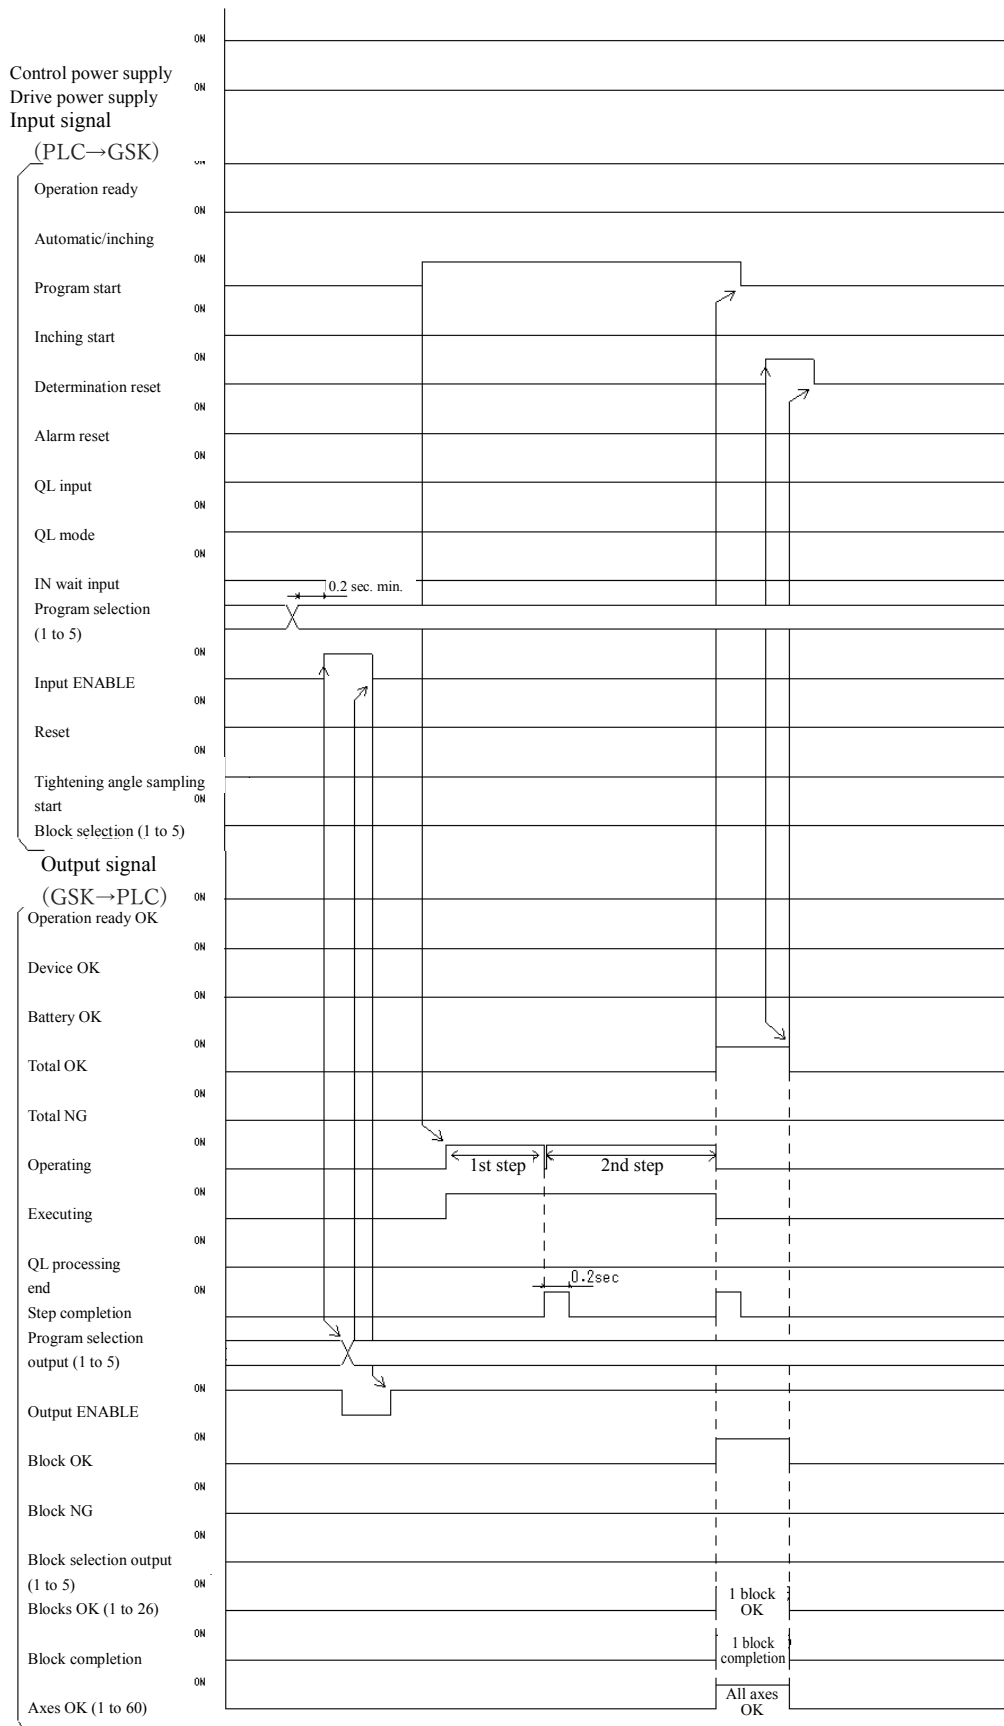 ON
Control power supply
ON
Drive power supply
Input signal
(PLC→GSK)
ON
Operation ready
ON
Automatic/inching
ON
Program start
ON
Inching start
ON
Determination reset
ON
Alarm reset
ON
QL input
ON
QL mode
ON
IN wait input
0.2 sec. min.
Program selection
(1 to 5)
ON
Input ENABLE
ON
Reset
ON
Tightening angle sampling
start
ON
Block selection (1 to 5)
Output signal
(GSK→PLC)
ON
Operation ready OK
ON
Device OK
ON
Battery OK
ON
Total OK
ON
Total NG
ON
Operating
1st step
2nd step
ON
Executing
ON
QL processing
end
0.2sec
ON
Step completion
Program selection
output (1 to 5)
ON
Output ENABLE
ON
Block OK
ON
Block NG
ON
Block selection output
(1 to 5)
ON
Blocks OK (1 to 26)
1 block
OK
ON
Block completion
1 block
completion
ON
Axes OK (1 to 60)
All axes
OK